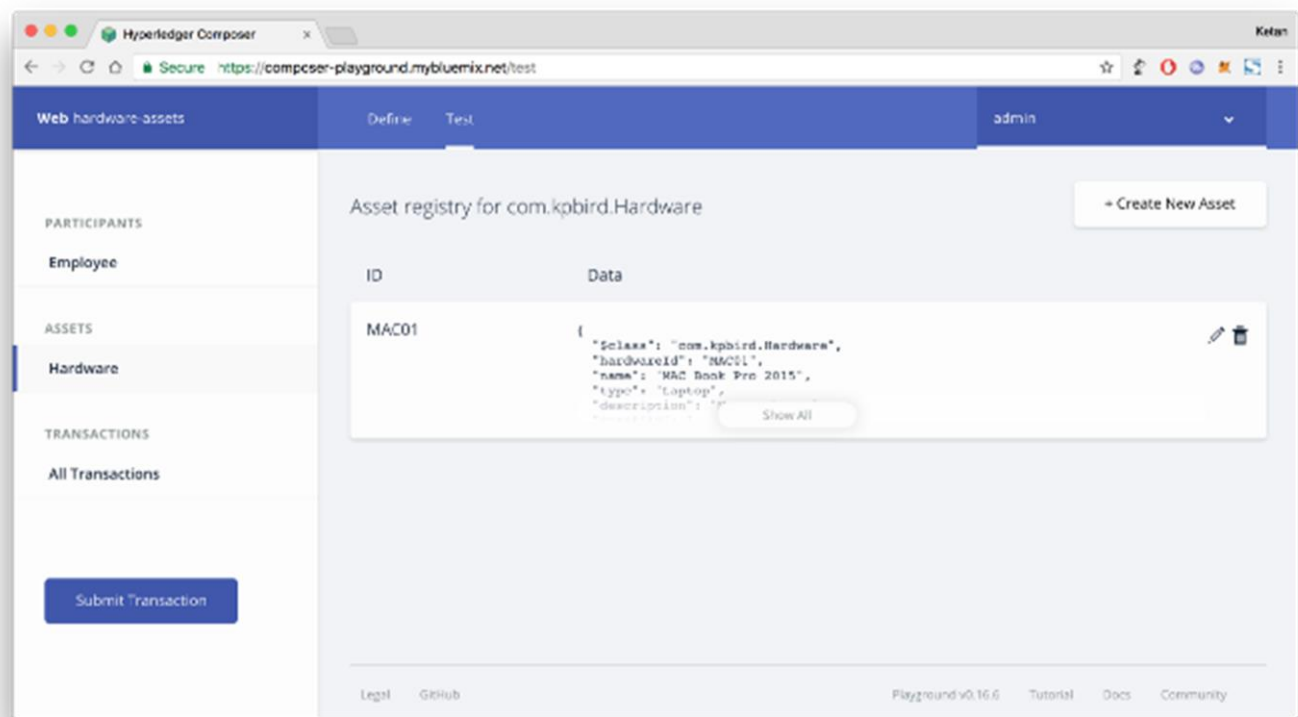 Hyperledger Composer
Ketan
Secure https://composer-playground.mybluemix.net/test
Web hardware-assets
Define Test
admin
PARTICIPANTS
Employee
ASSETS
Hardware
TRANSACTIONS
All Transactions
Submit Transaction
Asset registry for com.kpbird.Hardware
+ Create New Asset
ID Data
MAC01
{
"$class": "com.kpbird.Hardware",
"hardwareId": "MAC01",
"name": "MAC Book Pro 2015",
"type": "Laptop",
"description": "
Show All
Legal GitHub
Playground v0.16.6 Tutorial Docs Community